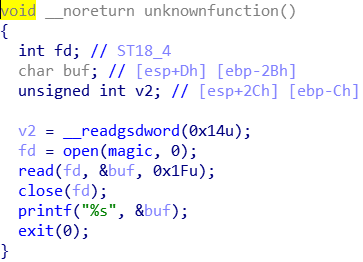 void __noreturn unknownfunction()
{
int fd; // ST18_4
char buf; // [esp+Dh] [ebp-2Bh]
unsigned int v2; // [esp+2Ch] [ebp-Ch]
v2 = __readgsdword(0x14u);
fd = open(magic, 0);
read(fd, &buf, 0x1Fu);
close(fd);
printf("%s", &buf);
exit(0);
}